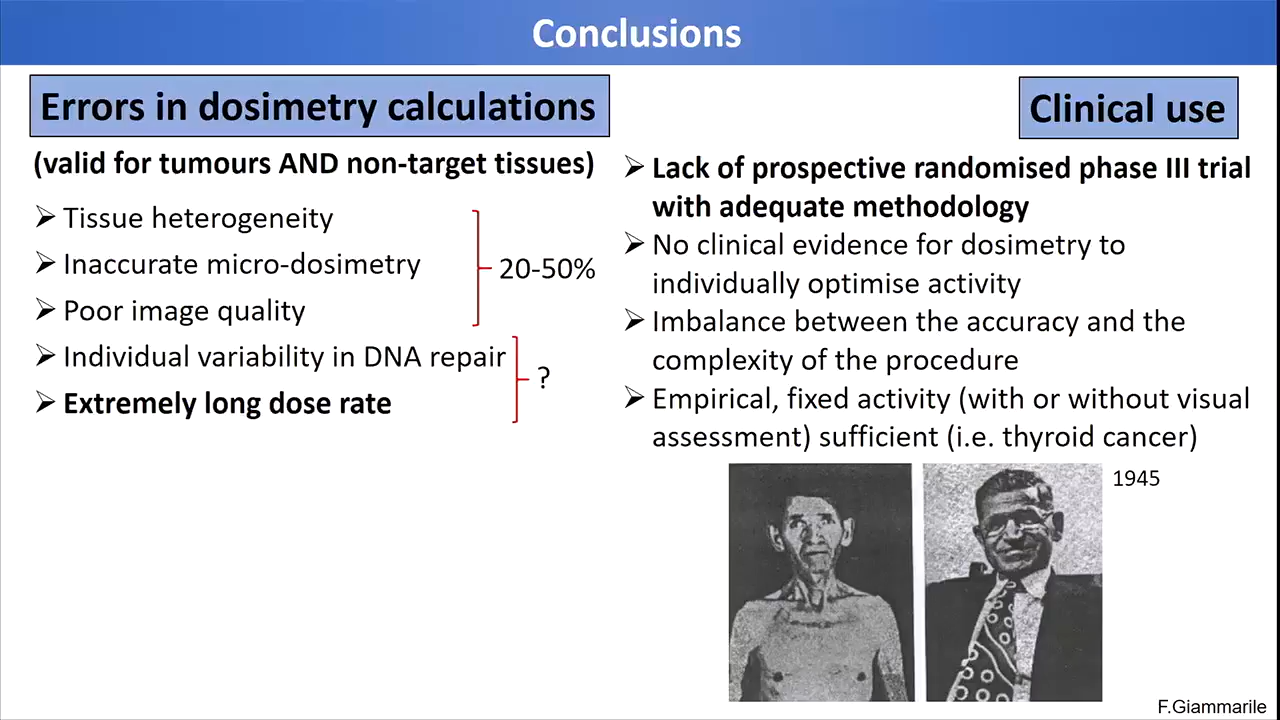 Conclusions
Errors in dosimetry calculations
(valid for tumours AND non-target tissues)
➢ Tissue heterogeneity
➢ Inaccurate micro-dosimetry
➢ Poor image quality
20-50%
➢ Individual variability in DNA repair
➢ Extremely long dose rate
?
Clinical use
➢ Lack of prospective randomised phase III trial
with adequate methodology
➢ No clinical evidence for dosimetry to
individually optimise activity
➢ Imbalance between the accuracy and the
complexity of the procedure
➢ Empirical, fixed activity (with or without visual
assessment) sufficient (i.e. thyroid cancer)
1945
F.Giammarile